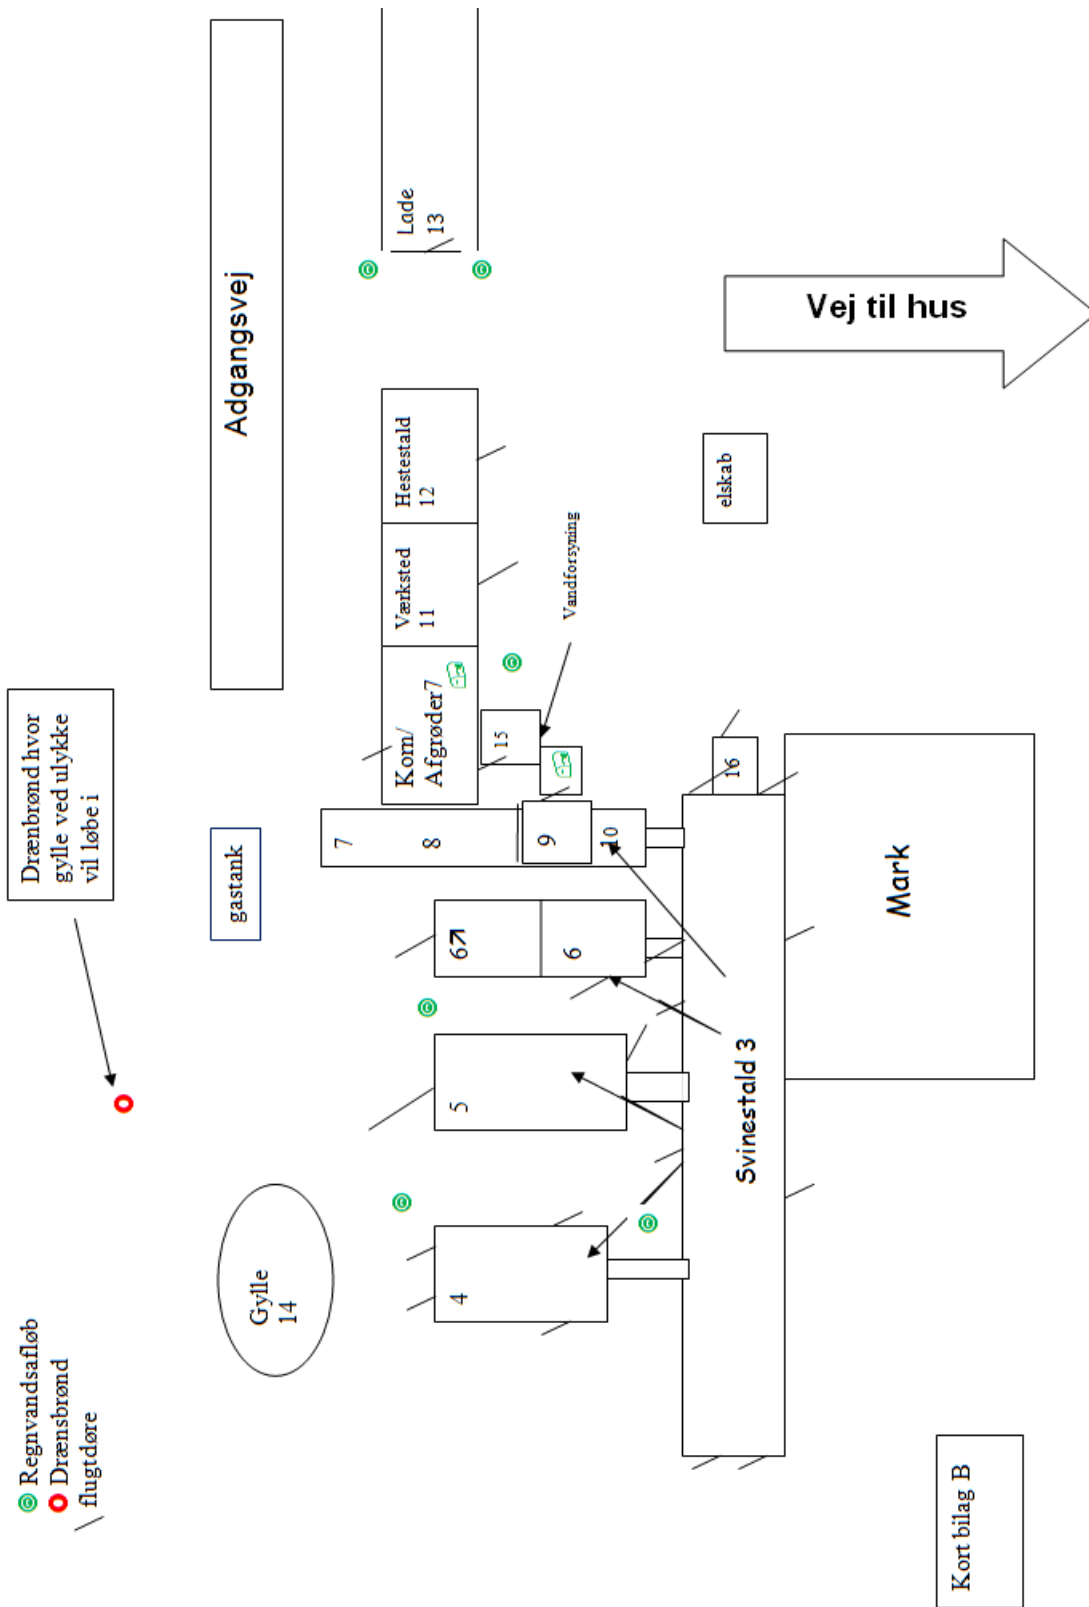 Regnvandsafløb
Drænsbrønd
flugtdøre
Drænbrønd hvor
gylle ved ulykke
vil løbe i
Adgangsvej
gastank
Gylle
14
Lade
13
Hestestald
12
Værksted
11
Korn/
Afgrøder7
15
Vandforsyning
7
8
9
10
6
6
5
4
16
elskab
Vej til hus
Svinestald 3
Mark
Kort bilag B